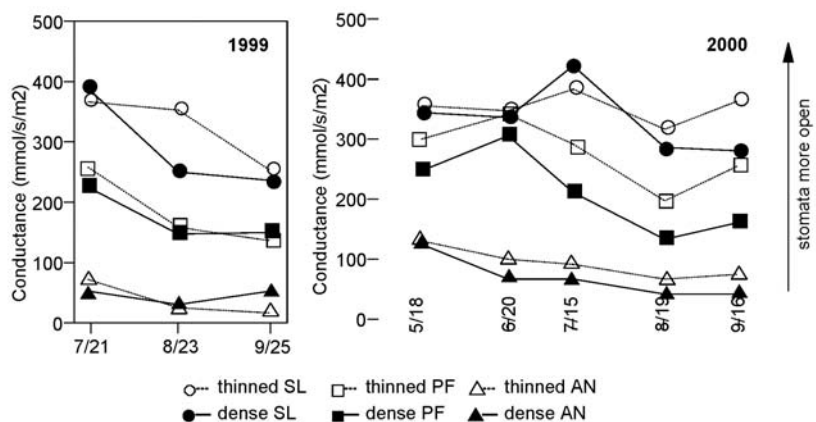 500
400
300
200
100
0
Conductance (mmol/s/m2)
1999
7/21 8/23 9/25
500
400
300
200
100
0
Conductance (mmol/s/m2)
2000
5/18 6/20 7/15 8/19 9/16
stomata more open
thinned SL thinned PF thinned AN
dense SL dense PF dense AN